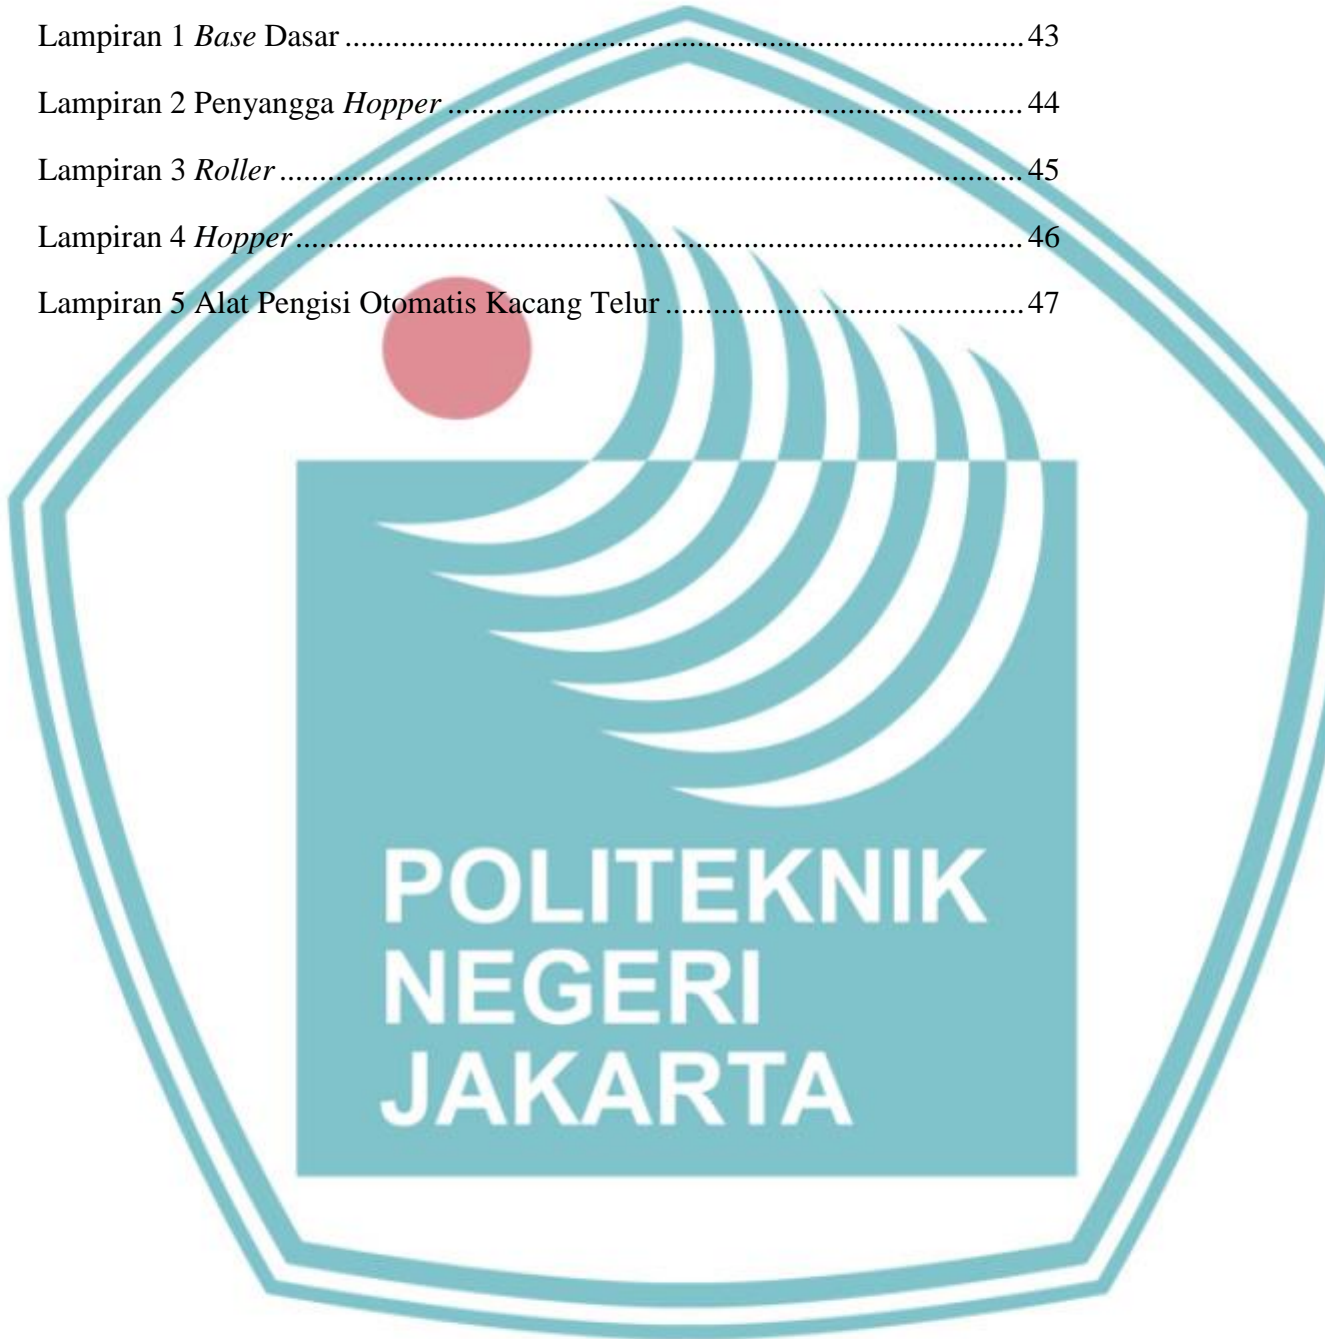 Lampiran 1 Base Dasar ..................................................................................... 43
Lampiran 2 Penyangga Hopper ........................................................................ 44
Lampiran 3 Roller ............................................................................................. 45
Lampiran 4 Hopper ........................................................................................... 46
Lampiran 5 Alat Pengisi Otomatis Kacang Telur ............................................. 47
POLITEKNIK
NEGERI
JAKARTA